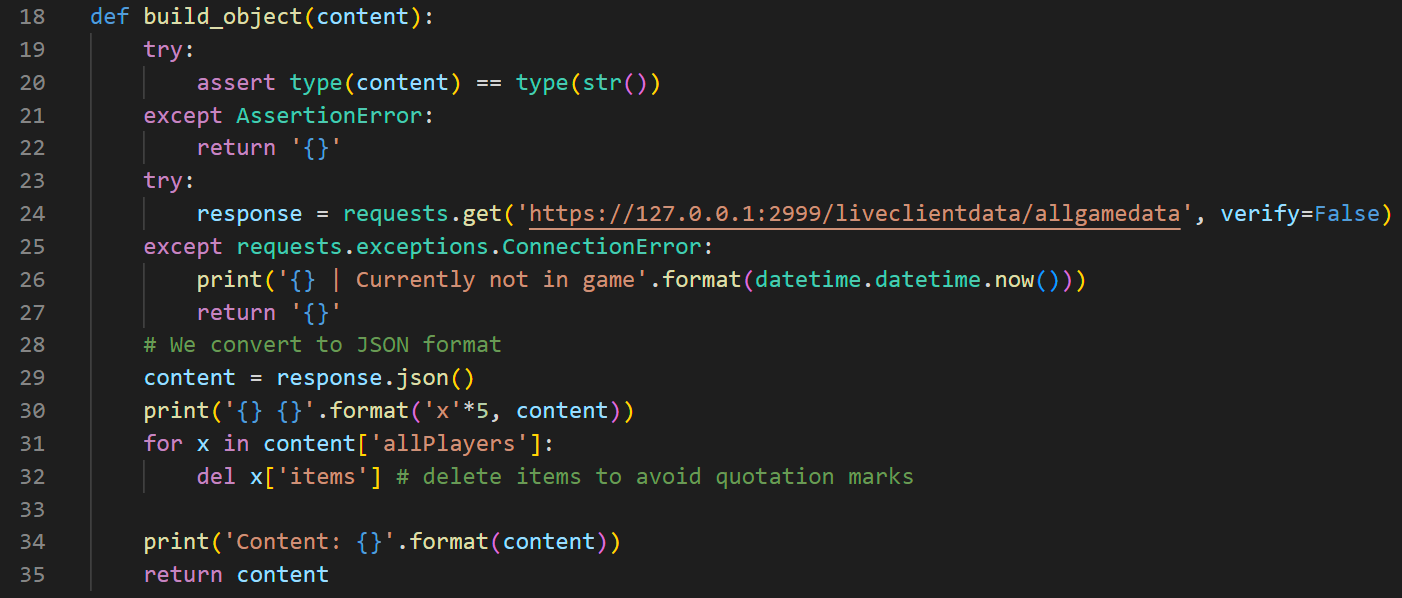 18 def build_object(content):
19     try:
20         assert type(content) == type(str())
21     except AssertionError:
22         return '{}'
23     try:
24         response = requests.get('https://127.0.0.1:2999/liveclientdata/allgamedata', verify=False)
25     except requests.exceptions.ConnectionError:
26         print('{} | Currently not in game'.format(datetime.datetime.now()))
27         return '{}'
28     # We convert to JSON format
29     content = response.json()
30     print('{} {}'.format('x'*5, content))
31     for x in content['allPlayers']:
32         del x['items'] # delete items to avoid quotation marks
33
34     print('Content: {}'.format(content))
35     return content